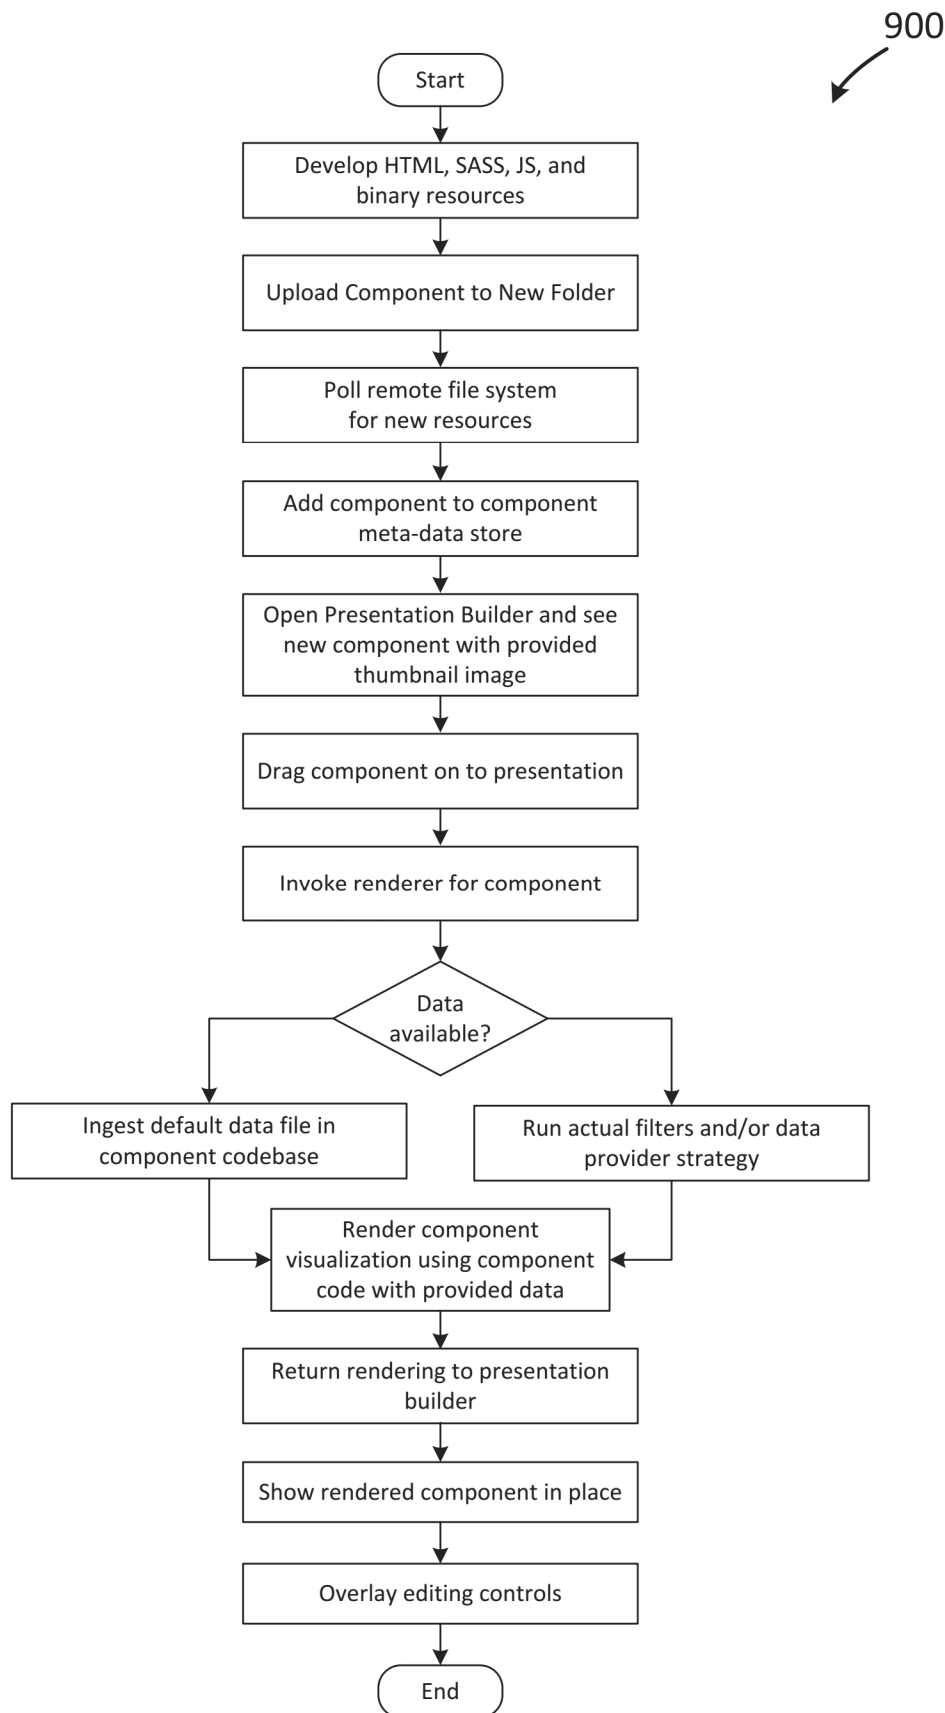 900
Start
Develop HTML, SASS, JS, and
binary resources
Upload Component to New Folder
Poll remote file system
for new resources
Add component to component
meta-data store
Open Presentation Builder and see
new component with provided
thumbnail image
Drag component on to presentation
Invoke renderer for component
Data
available?
Ingest default data file in
component codebase
Run actual filters and/or data
provider strategy
Render component
visualization using component
code with provided data
Return rendering to presentation
builder
Show rendered component in place
Overlay editing controls
End